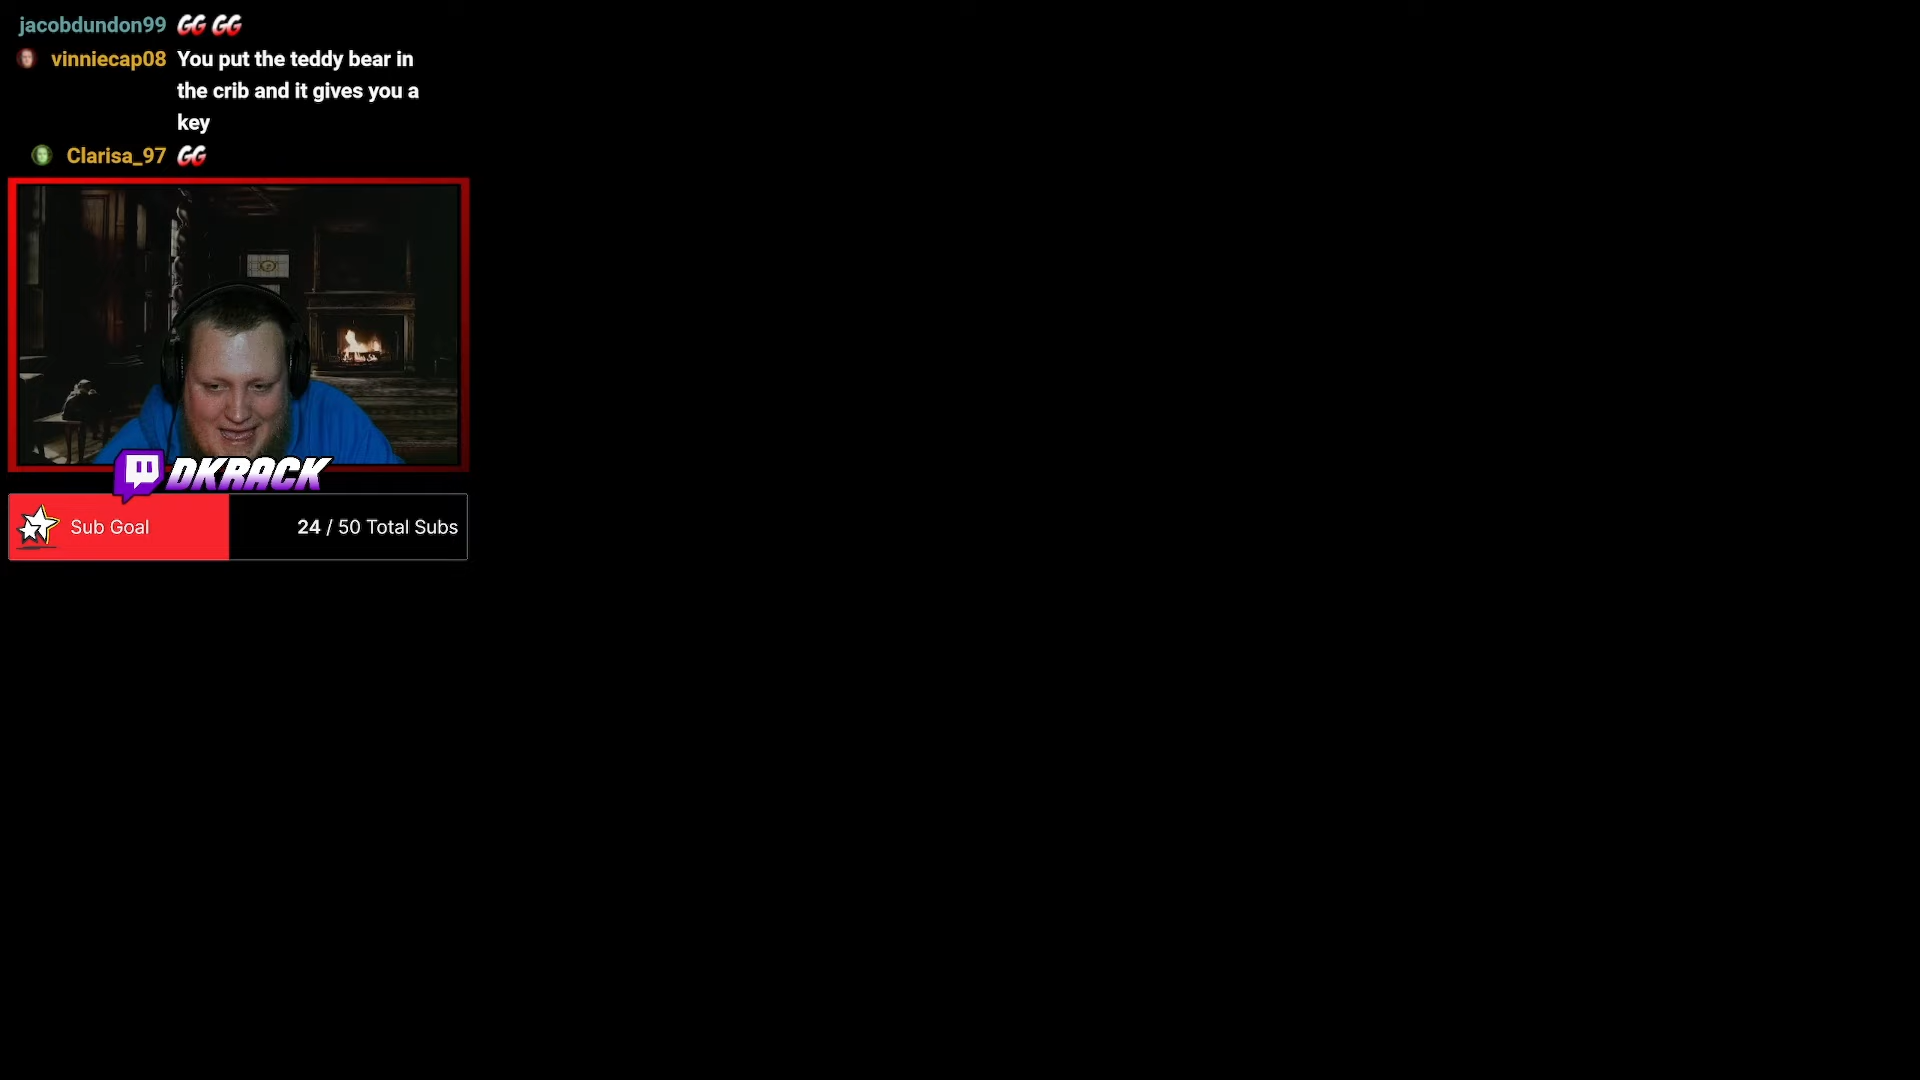 jacobdundon99 GG GG
vinniecap08 You put the teddy bear in
the crib and it gives you a
key
Clarisa_97 GG
DKRACK
Sub Goal 24 / 50 Total Subs